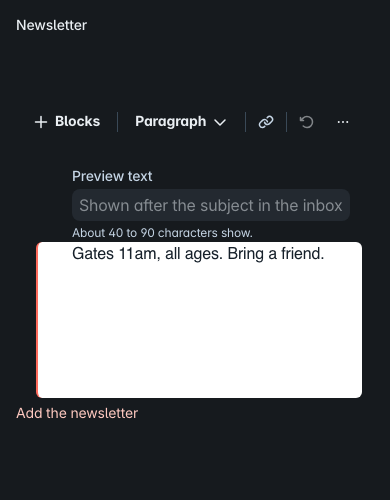 Newsletter
Blocks
Paragraph
Preview text
Shown after the subject in the inbox
About 40 to 90 characters show.
Gates 11am, all ages. Bring a friend.
Add the newsletter